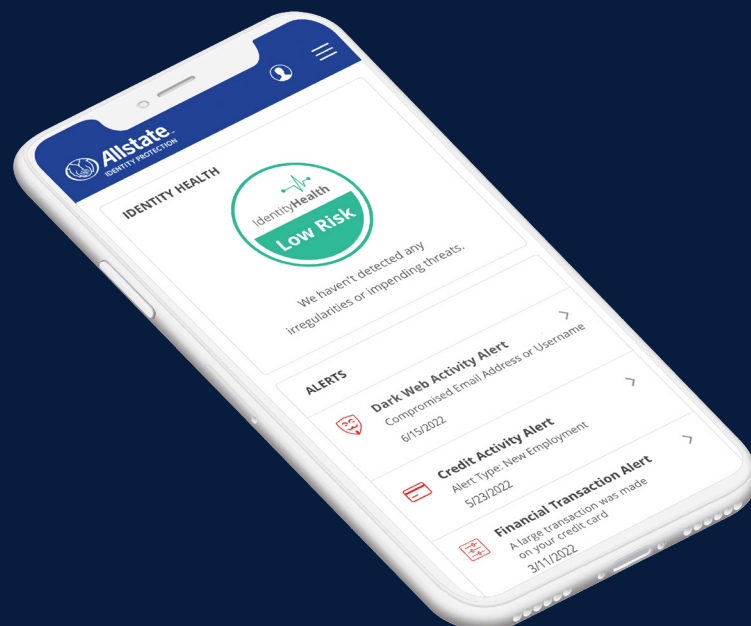 Allstate™
IDENTITY PROTECTION
IDENTITY HEALTH
IdentityHealth
Low Risk
We haven't detected any
irregularities or impending threats.
ALERTS
Dark Web Activity Alert
Compromised Email Address or Username
6/15/2022
Credit Activity Alert
Alert Type: New Employment
5/23/2022
Financial Transaction Alert
A large transaction was made
on your credit card
3/11/2022